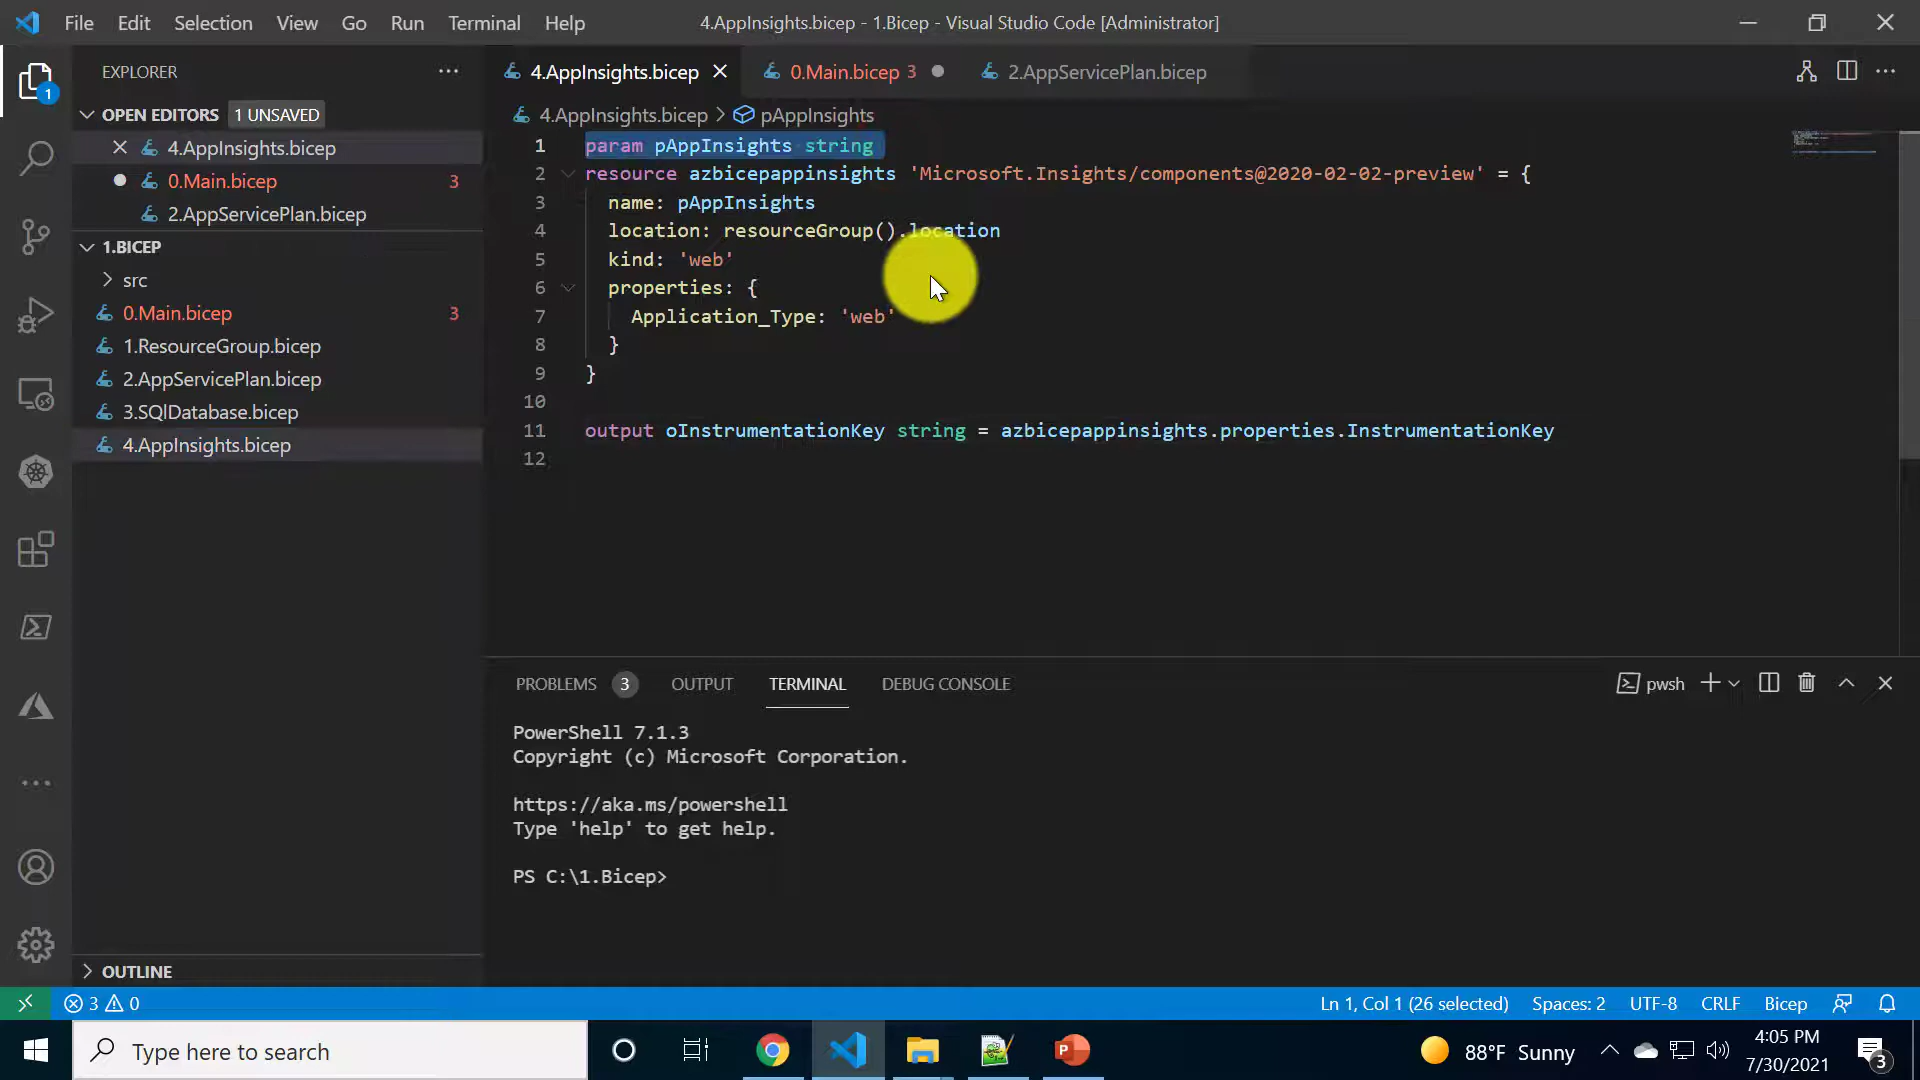 File Edit Selection View Go Run Terminal Help
4.AppInsights.bicep - 1.Bicep - Visual Studio Code [Administrator]
EXPLORER
OPEN EDITORS 1 UNSAVED
4.AppInsights.bicep
0.Main.bicep 3
2.AppServicePlan.bicep
1.BICEP
src
0.Main.bicep 3
1.ResourceGroup.bicep
2.AppServicePlan.bicep
3.SQlDatabase.bicep
4.AppInsights.bicep
OUTLINE
1
4.AppInsights.bicep 0.Main.bicep 3 2.AppServicePlan.bicep
4.AppInsights.bicep > pAppInsights
1 param pAppInsights string
2 resource azbicepappinsights 'Microsoft.Insights/components@2020-02-02-preview' = {
3 name: pAppInsights
4 location: resourceGroup().location
5 kind: 'web'
6 properties: {
7 Application_Type: 'web'
8 }
9 }
10
11 output oInstrumentationKey string = azbicepappinsights.properties.InstrumentationKey
12
PROBLEMS 3 OUTPUT TERMINAL DEBUG CONSOLE
pwsh
PowerShell 7.1.3
Copyright (c) Microsoft Corporation.
https://aka.ms/powershell
Type 'help' to get help.
PS C:\1.Bicep>
3 0
Ln 1, Col 1 (26 selected) Spaces: 2 UTF-8 CRLF Bicep
Type here to search
88°F Sunny
4:05 PM
7/30/2021
3